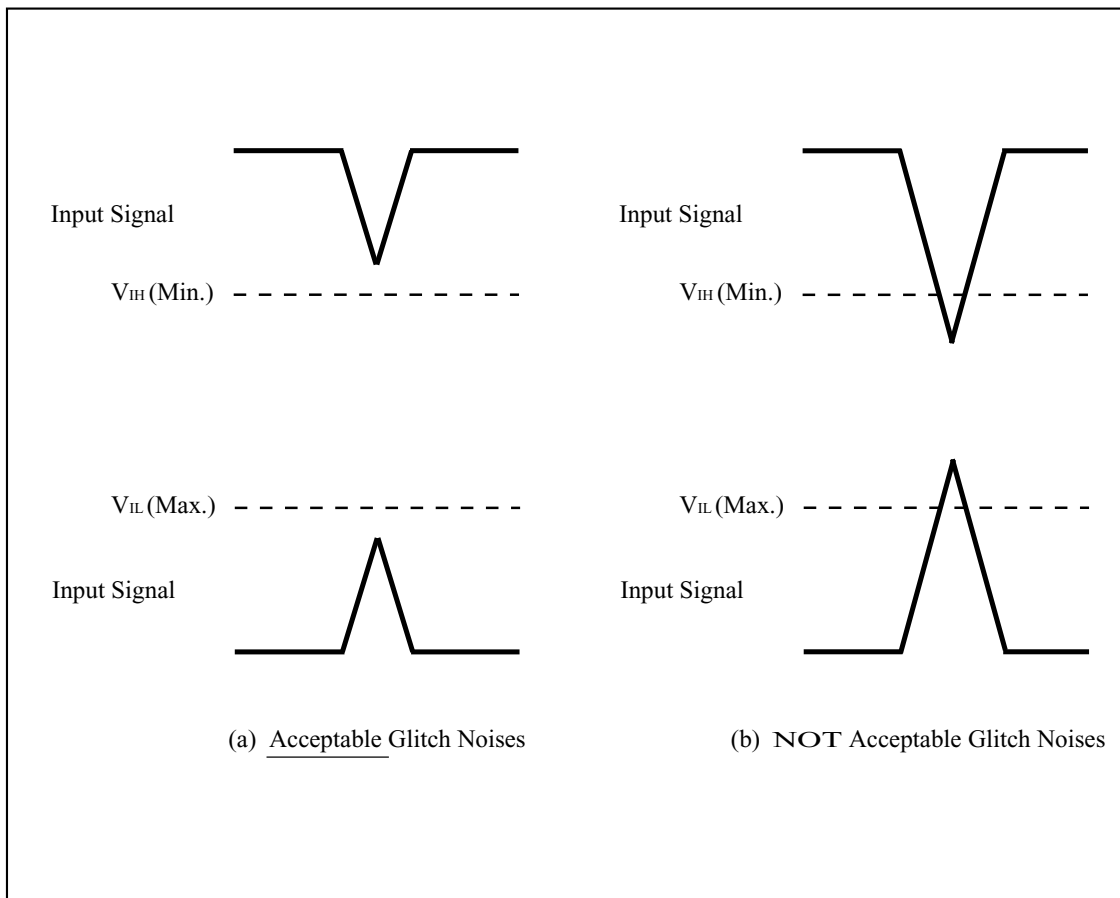 Input Signal
Input Signal
VIH (Min.)
VIH (Min.)
VIL (Max.)
VIL (Max.)
Input Signal
Input Signal
(a) Acceptable Glitch Noises
(b) NOT Acceptable Glitch Noises